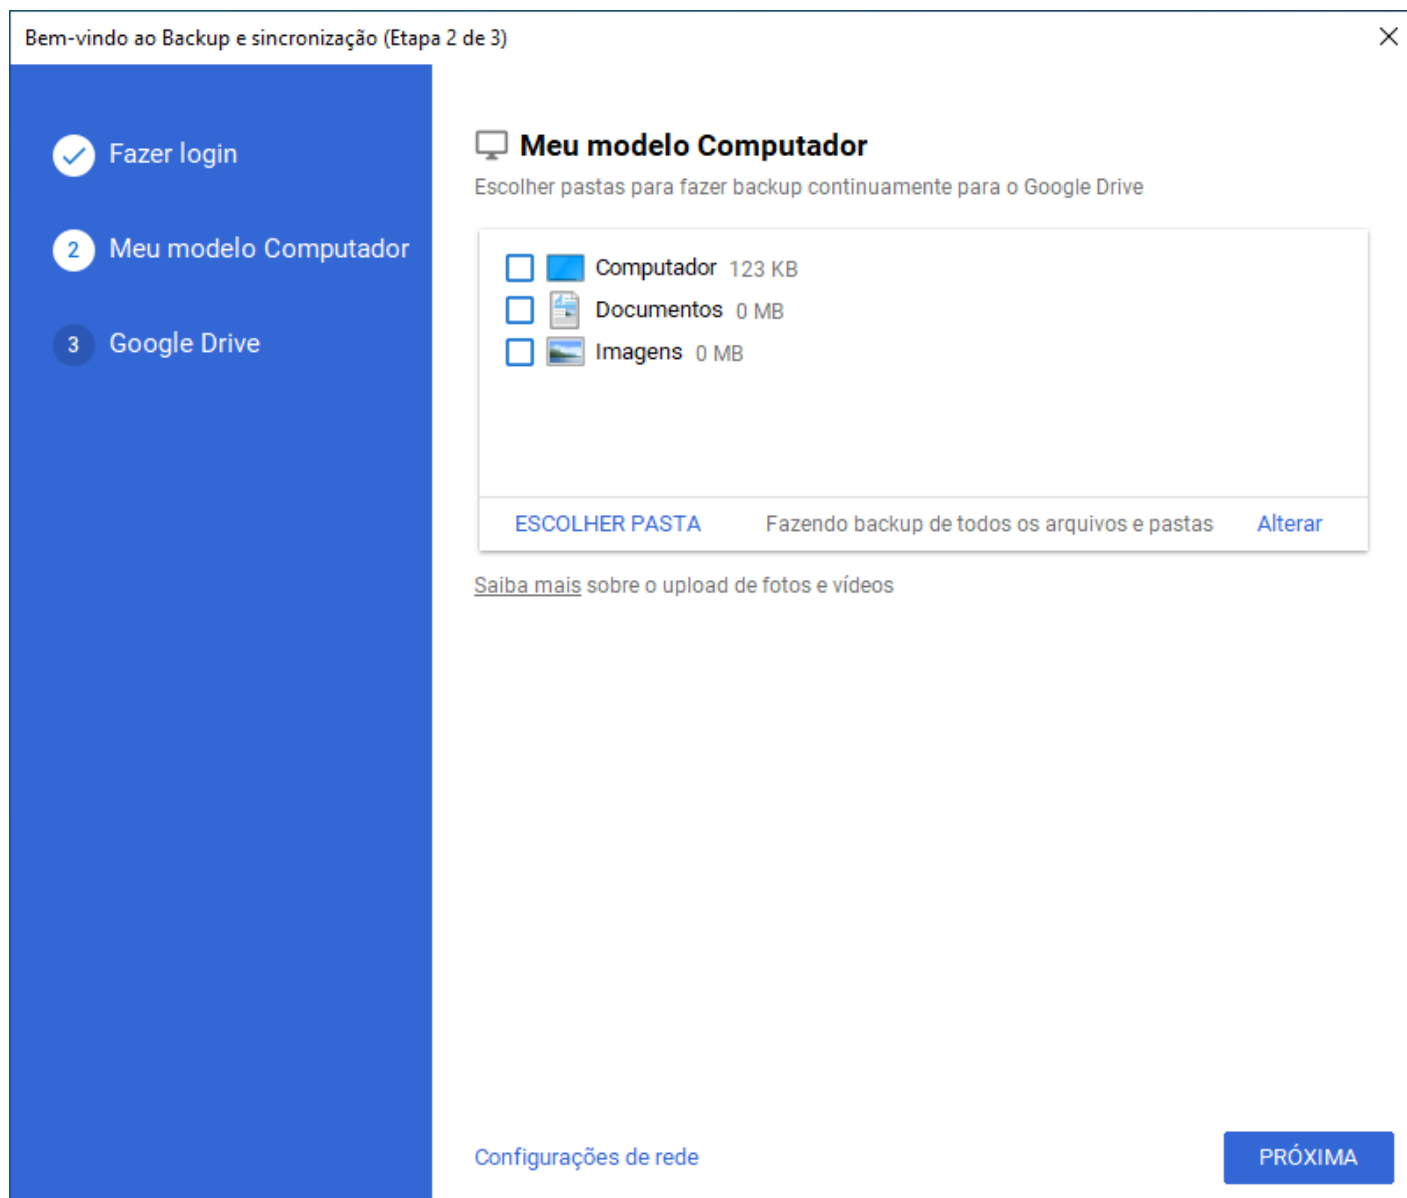 Bem-vindo ao Backup e sincronização (Etapa 2 de 3)
Fazer login
2 Meu modelo Computador
3 Google Drive
Meu modelo Computador
Escolher pastas para fazer backup continuamente para o Google Drive
Computador 123 KB
Documentos 0 MB
Imagens 0 MB
ESCOLHER PASTA Fazendo backup de todos os arquivos e pastas Alterar
Saiba mais sobre o upload de fotos e vídeos
Configurações de rede PRÓXIMA